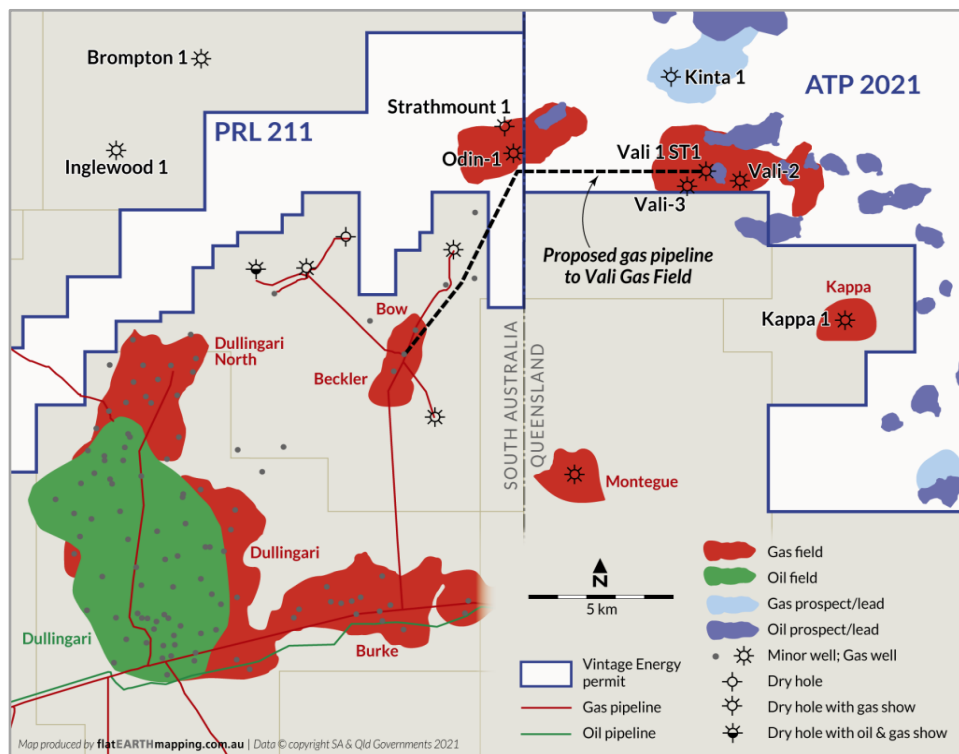 Brompton 1
Kinta 1
ATP 2021
Strathmount 1
PRL 211
Odin-1
Vali 1 ST1
Vali-2
Inglewood 1
Vali-3
Proposed gas pipeline
to Vali Gas Field
Bow
Kappa
Kappa 1
Dullingari
North
Beckler
SOUTH AUSTRALIA
QUEENSLAND
Montegue
Dullingari
Dullingari
Burke
N
5 km
Vintage Energy
permit
Gas pipeline
Oil pipeline
Gas field
Oil field
Gas prospect/lead
Oil prospect/lead
Minor well; Gas well
Dry hole
Dry hole with gas show
Dry hole with oil & gas show
Map produced by flatEARTHmapping.com.au | Data © copyright SA & Qld Governments 2021